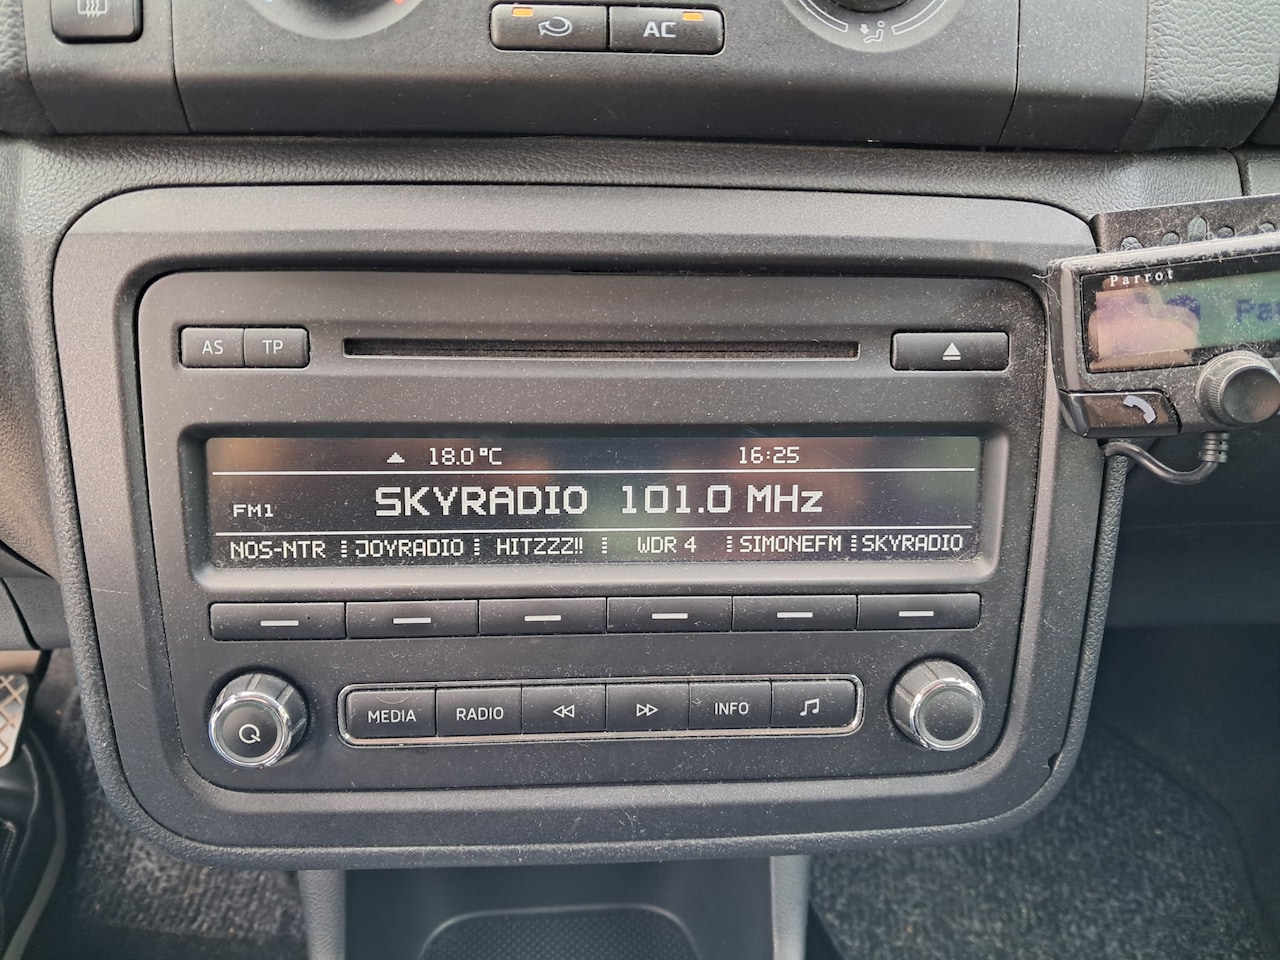 AC
Parrot
AS TP
18.0°C 16:25
FM1 SKYRADIO 101.0 MHz
NOS-NTR JOYRADIO HITZZZ!! WDR 4 SIMONEFM SKYRADIO
MEDIA RADIO INFO